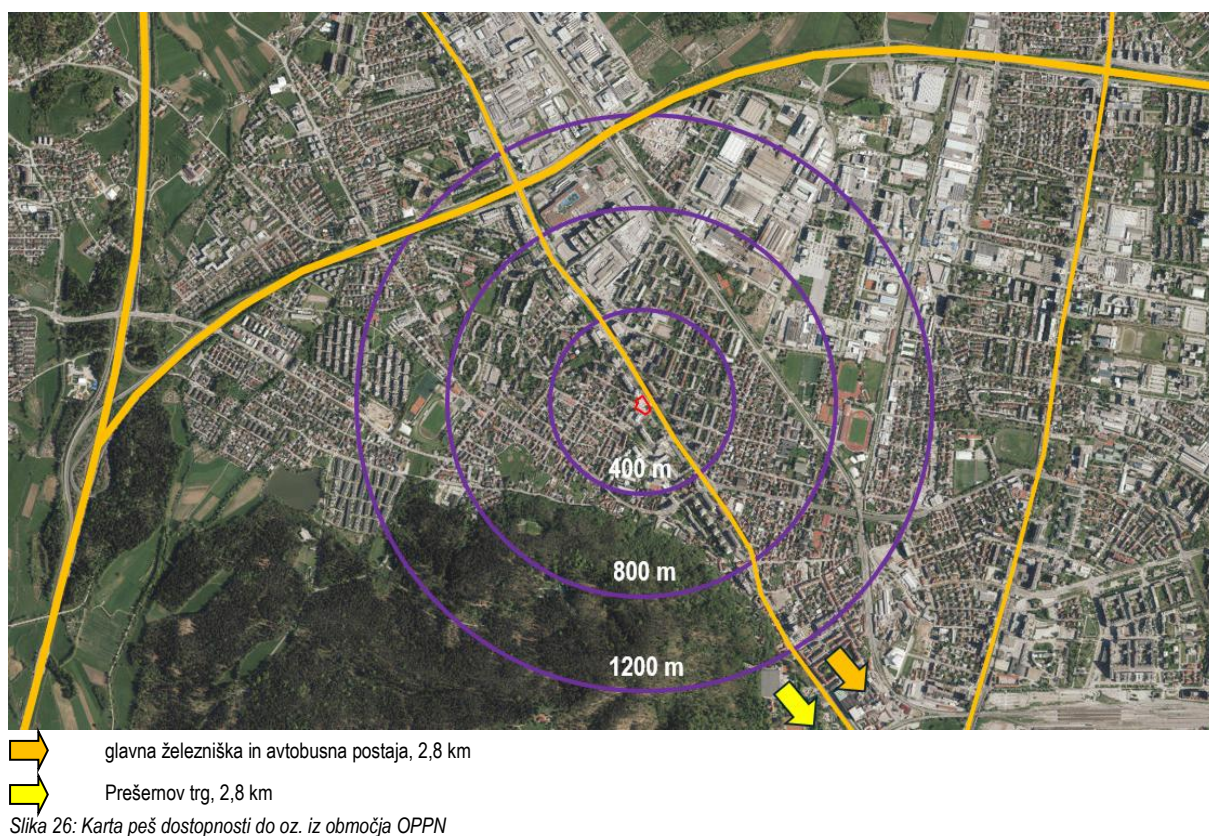 400 m
800 m
1200 m
glavna železniška in avtobusna postaja, 2,8 km
Prešernov trg, 2,8 km
Slika 26: Karta peš dostopnosti do oz. iz območja OPPN